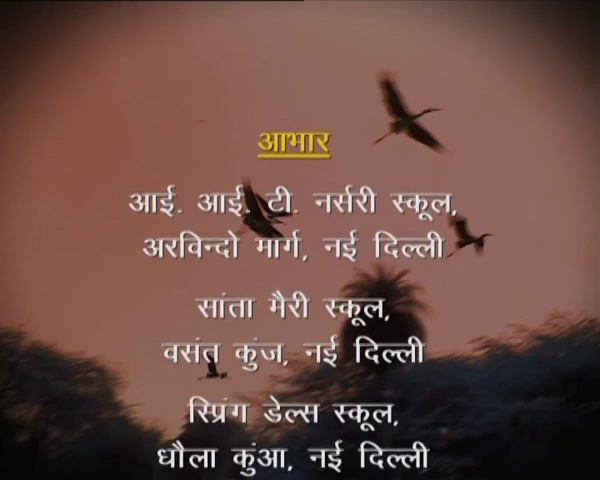 आभार
आई. आई. टी. नर्सरी स्कूल,
अरविन्दो मार्ग, नई दिल्ली
सांता मैरी स्कूल,
वसंत कुंज, नई दिल्ली
स्प्रिंग डेल्स स्कूल,
धौला कुंआ, नई दिल्ली